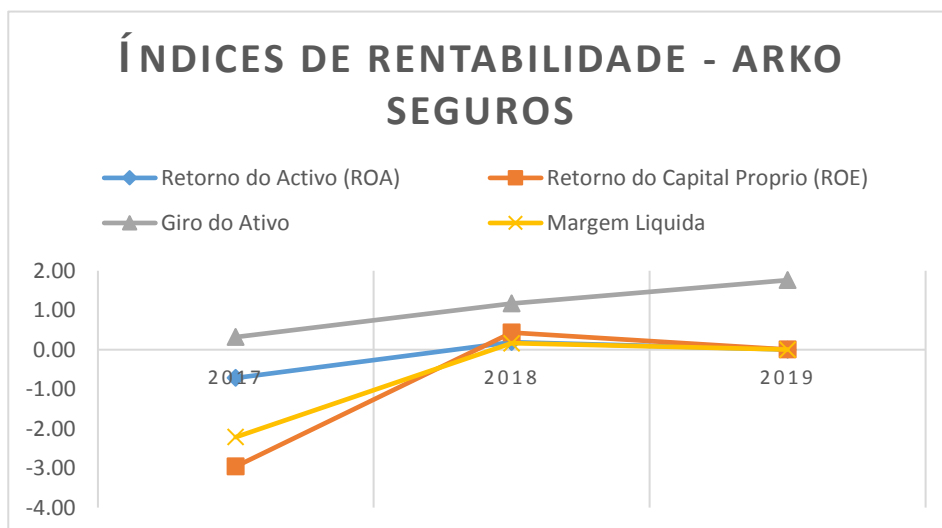 ÍNDICES DE RENTABILIDADE - ARKO
SEGUROS
Retorno do Activo (ROA)
Retorno do Capital Proprio (ROE)
Giro do Ativo
Margem Liquida
2.00
1.00
0.00
-1.00
-2.00
-3.00
-4.00
2017
2018
2019